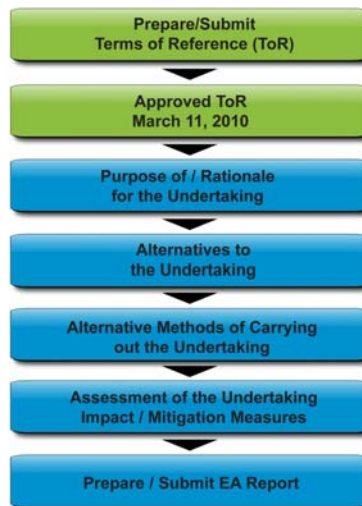 Prepare/Submit
Terms of Reference (ToR)
Approved ToR
March 11, 2010
Purpose of / Rationale
for the Undertaking
Alternatives to
the Undertaking
Alternative Methods of Carrying
out the Undertaking
Assessment of the Undertaking
Impact / Mitigation Measures
Prepare / Submit EA Report